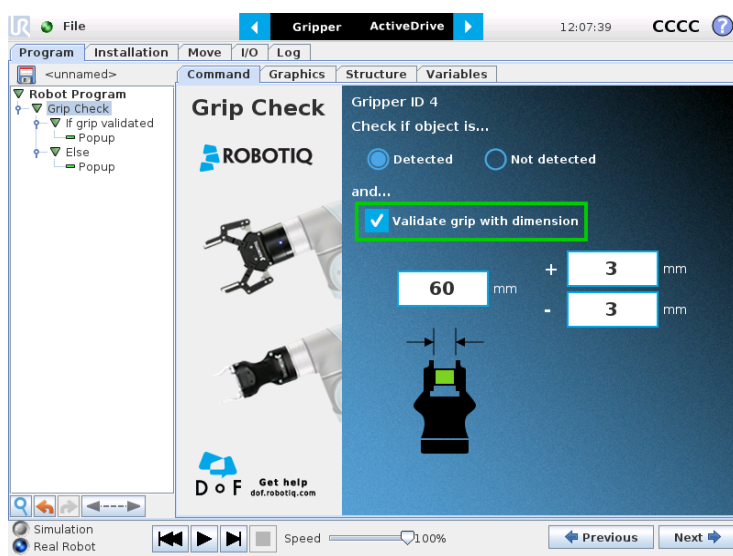 File
Gripper
ActiveDrive
12:07:39
CCCC
?
Program
Installation
Move
I/O
Log
<unnamed>
Command
Graphics
Structure
Variables
Robot Program
Grip Check
If grip validated
Popup
Else
Popup
Grip Check
ROBOTIQ
DoF
Get help
dof.robotiq.com
Gripper ID 4
Check if object is...
Detected
Not detected
and...
Validate grip with dimension
60 mm
+ 3 mm
- 3 mm
Simulation
Real Robot
Speed
100%
Previous
Next